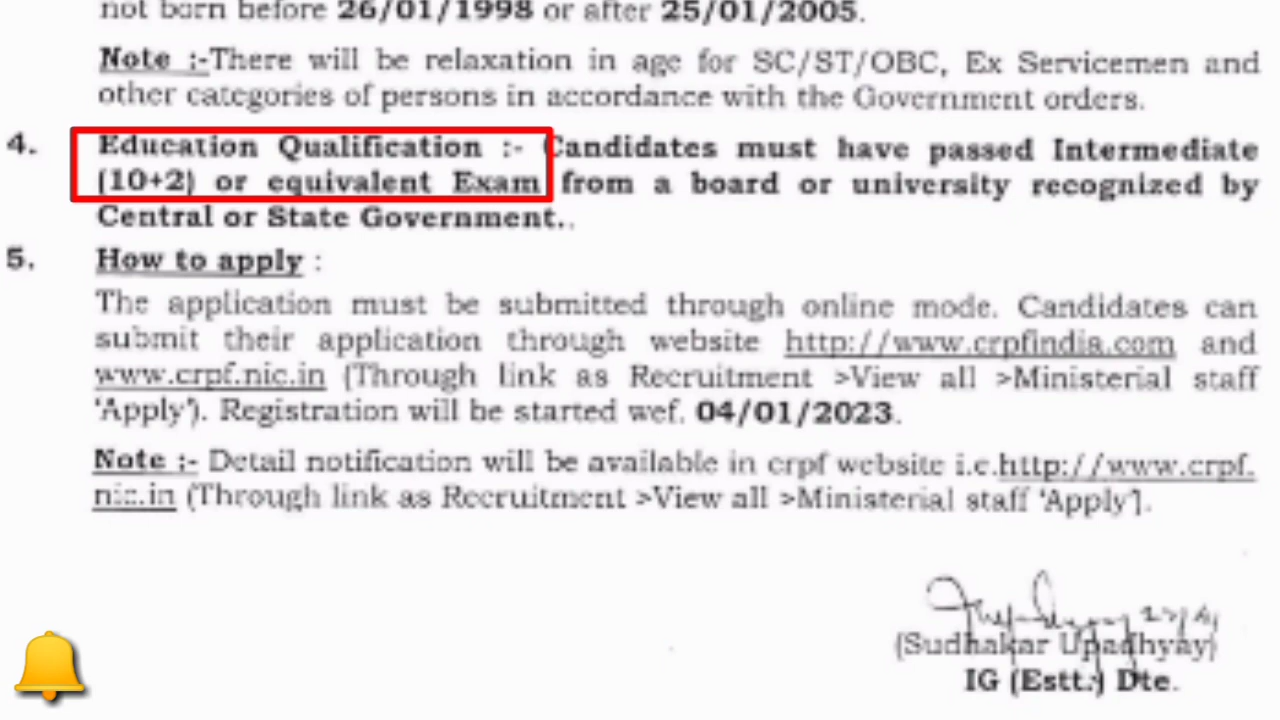 not born before 26/01/1998 or after 25/01/2005.
Note :-There will be relaxation in age for SC/ST/OBC, Ex Servicemen and
other categories of persons in accordance with the Government orders.
4. Education Qualification :- Candidates must have passed Intermediate
(10+2) or equivalent Exam from a board or university recognized by
Central or State Government..
5. How to apply :
The application must be submitted through online mode. Candidates can
submit their application through website http://www.crpfindia.com and
www.crpf.nic.in (Through link as Recruitment >View all >Ministerial staff
'Apply'). Registration will be started wef. 04/01/2023.
Note :- Detail notification will be available in crpf website i.e.http://www.crpf.
nic.in (Through link as Recruitment >View all >Ministerial staff 'Apply'].
(Sudhakar Upadhyay)
IG (Estt.) Dte.